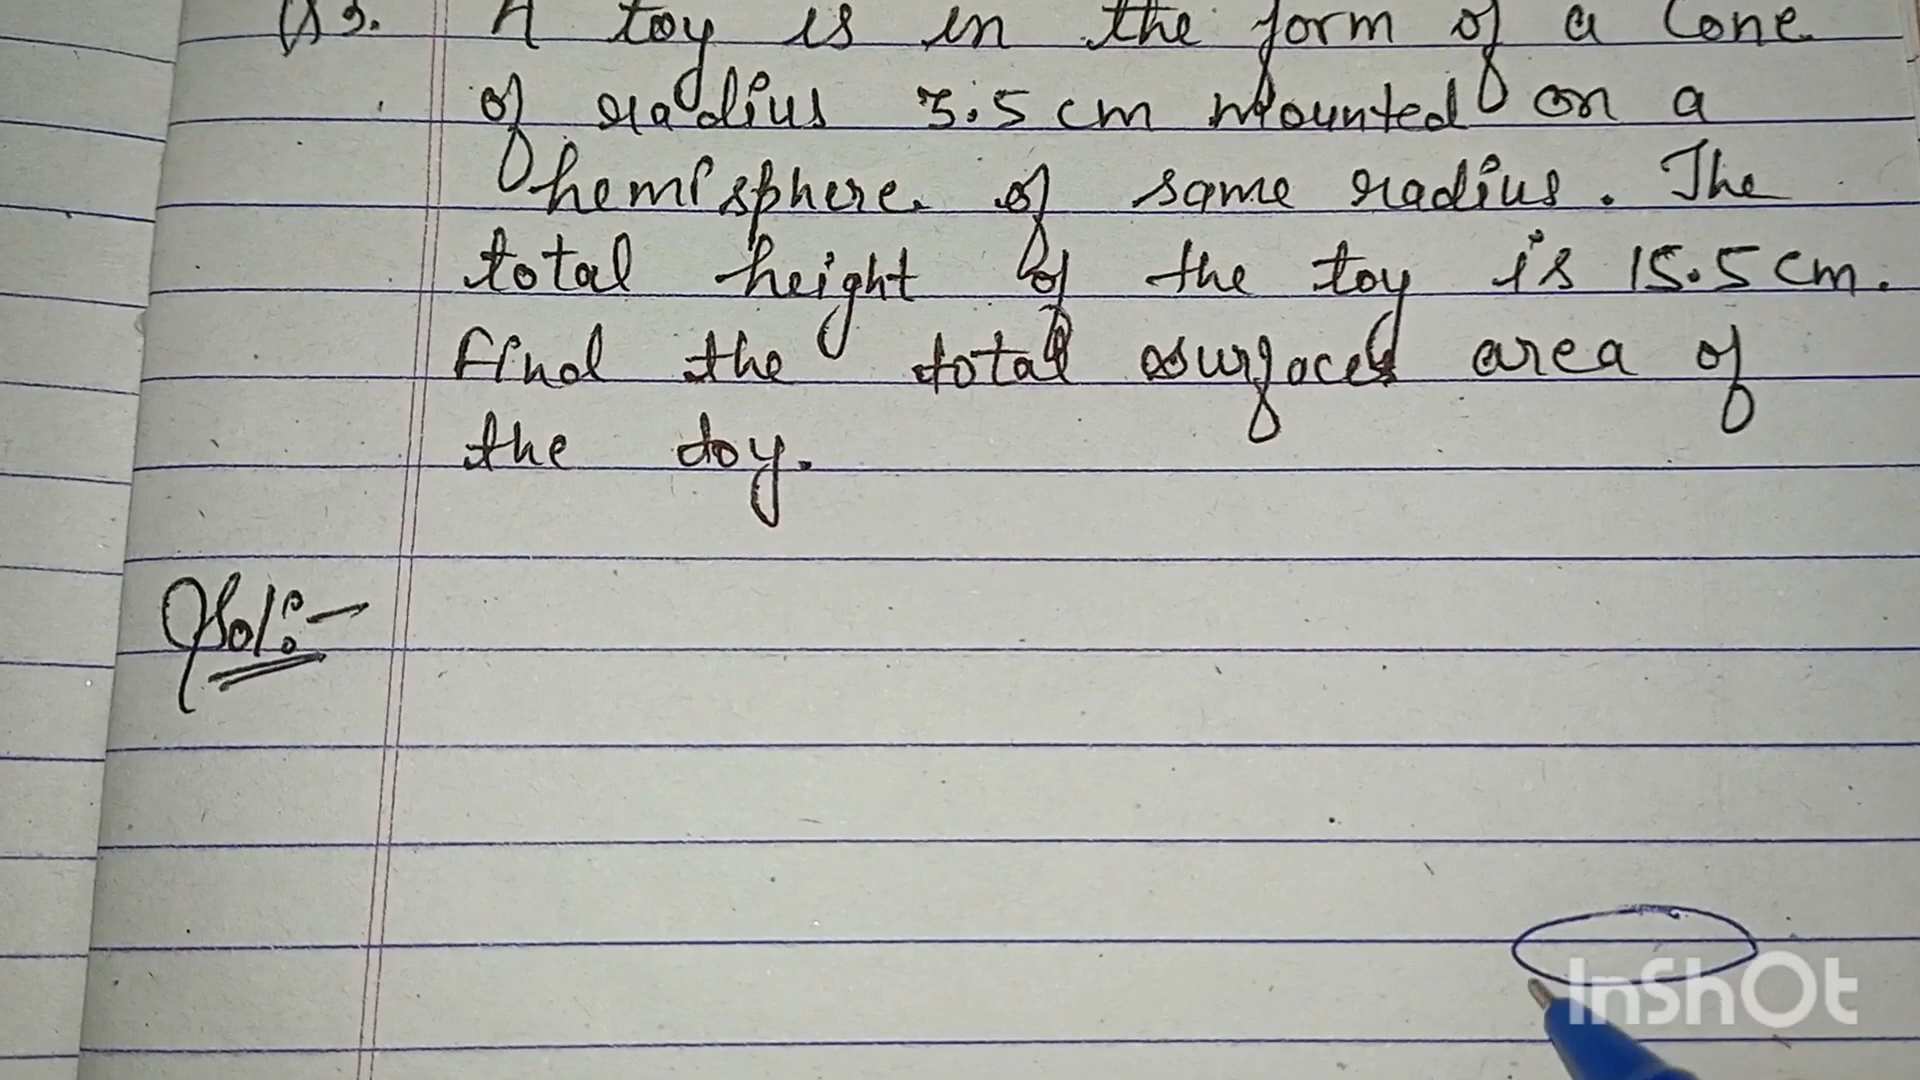 Q3. A toy is in the form of a Cone
of radius 3.5 cm mounted on a
hemisphere of same radius. The
total height of the toy is 15.5 cm.
Find the total surface area of
the toy.
Sol:-
InShOt